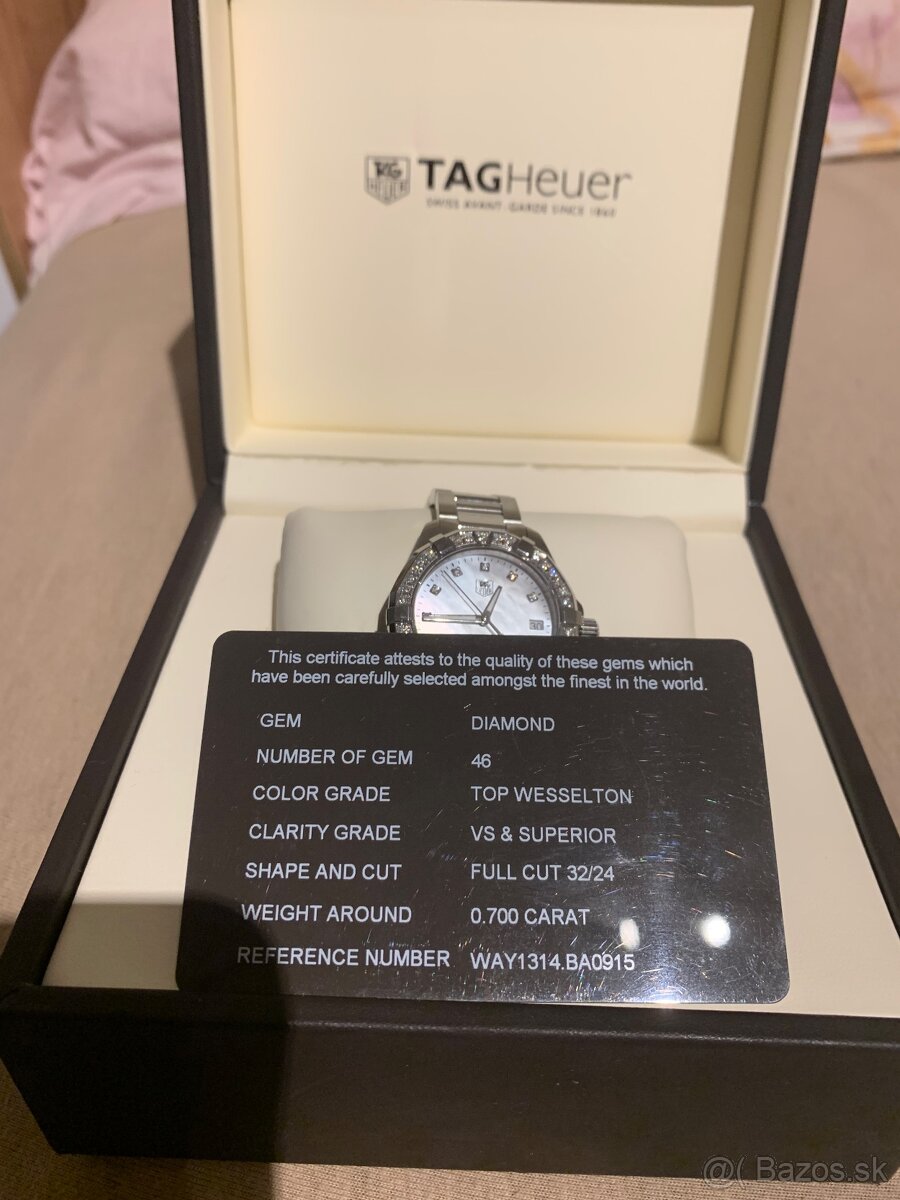 TAG HEUER
TAGHeuer
SWISS AVANT-GARDE SINCE 1860
This certificate attests to the quality of these gems which
have been carefully selected amongst the finest in the world.
GEM DIAMOND
NUMBER OF GEM 46
COLOR GRADE TOP WESSELTON
CLARITY GRADE VS & SUPERIOR
SHAPE AND CUT FULL CUT 32/24
WEIGHT AROUND 0.700 CARAT
REFERENCE NUMBER WAY1314.BA0915
@( Bazos.sk